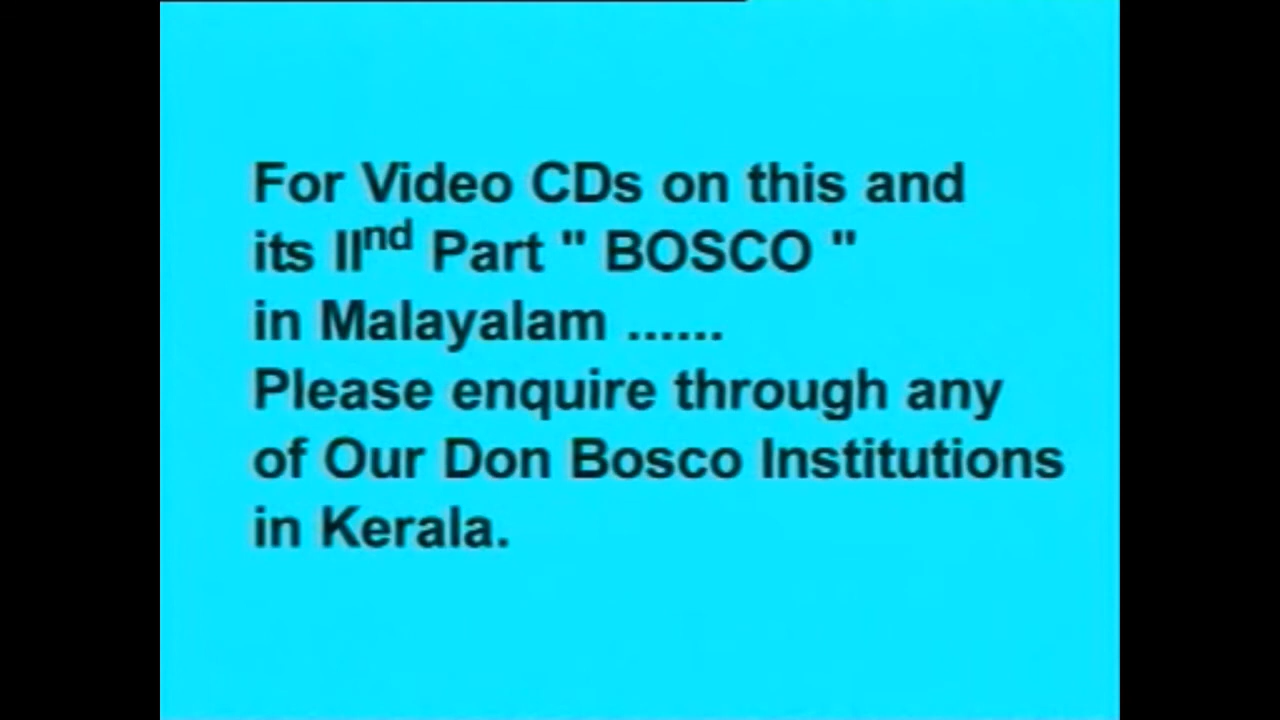 For Video CDs on this and
its IInd Part " BOSCO "
in Malayalam ......
Please enquire through any
of Our Don Bosco Institutions
in Kerala.